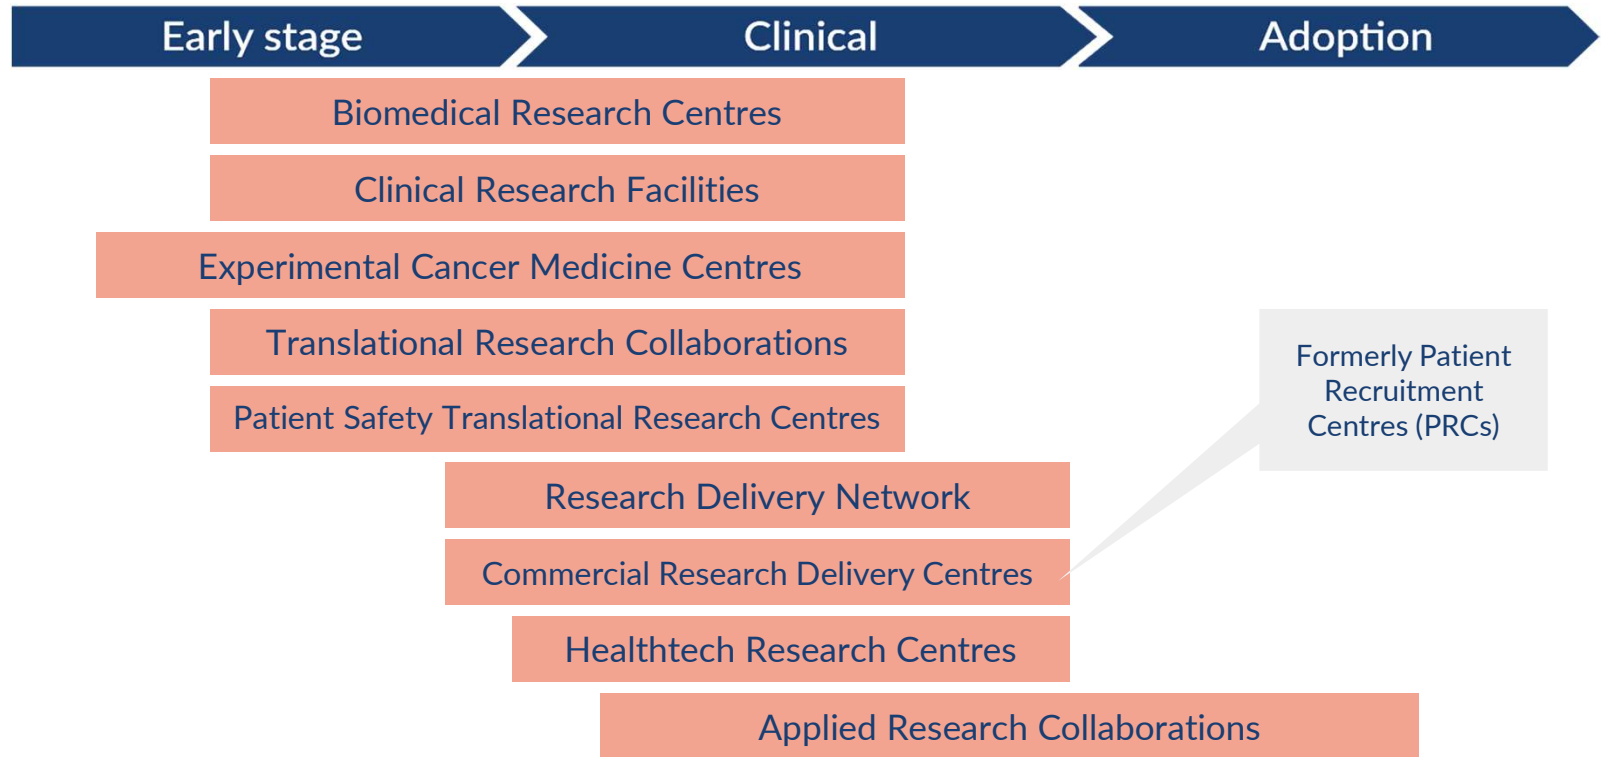 Early stage
Clinical
Adoption
Biomedical Research Centres
Clinical Research Facilities
Experimental Cancer Medicine Centres
Translational Research Collaborations
Patient Safety Translational Research Centres
Formerly Patient
Recruitment
Centres (PRCs)
Research Delivery Network
Commercial Research Delivery Centres
Healthtech Research Centres
Applied Research Collaborations